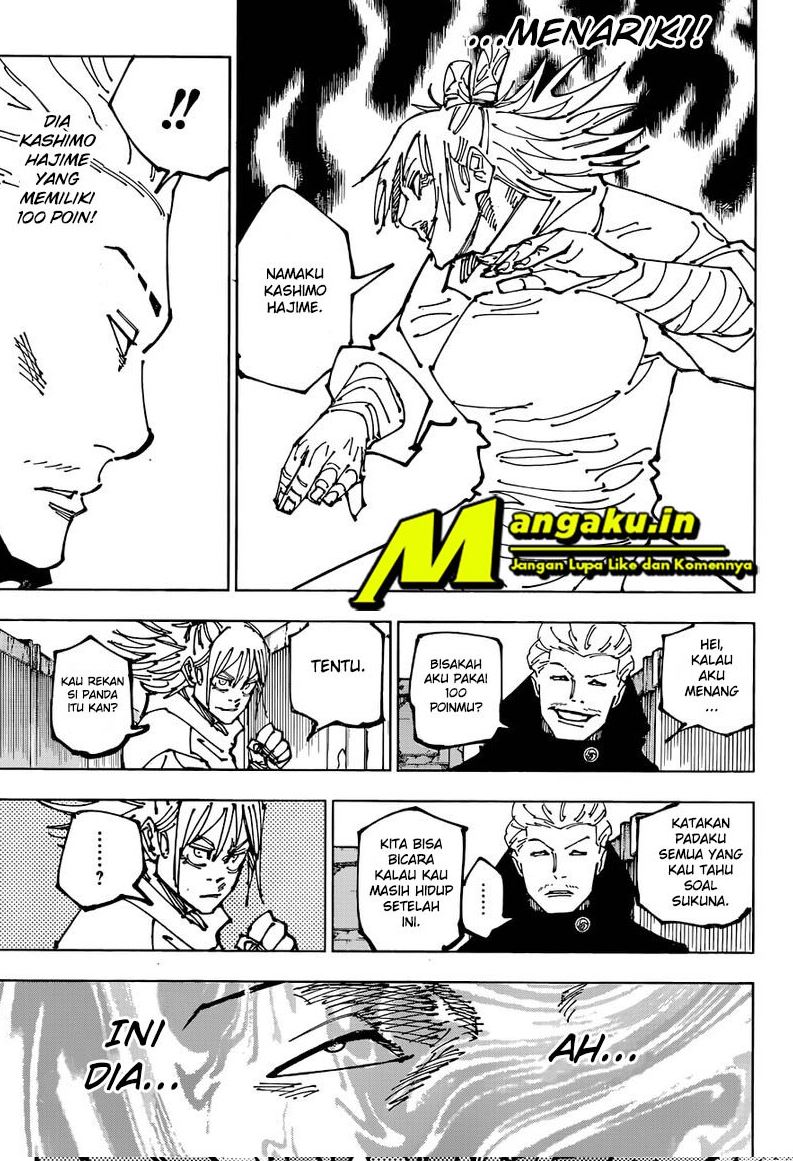 ...MENARIK!!
NAMAKU
KASHIMO
HAJIME.
!!
DIA
KASHIMO
HAJIME
YANG
MEMILIKI
100 POIN!
Mangaku.in
Jangan Lupa Like dan Komennya
HEI,
KALAU
AKU
MENANG
...
BISAKAH
AKU PAKAI
100
POINMU?
TENTU.
KAU REKAN
SI PANDA
ITU KAN?
KATAKAN
PADAKU
SEMUA YANG
KAU TAHU
SOAL
SUKUNA.
......
KITA BISA
BICARA
KALAU KAU
MASIH HIDUP
SETELAH
INI.
......?
AH...
INI
DIA...